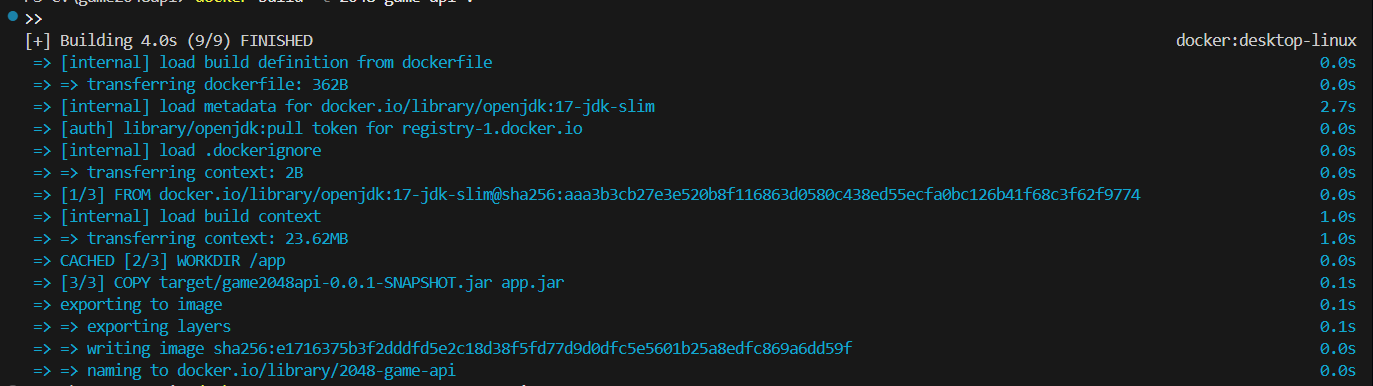 >>
[+] Building 4.0s (9/9) FINISHED docker:desktop-linux
=> [internal] load build definition from dockerfile 0.0s
=> => transferring dockerfile: 362B 0.0s
=> [internal] load metadata for docker.io/library/openjdk:17-jdk-slim 2.7s
=> [auth] library/openjdk:pull token for registry-1.docker.io 0.0s
=> [internal] load .dockerignore 0.0s
=> => transferring context: 2B 0.0s
=> [1/3] FROM docker.io/library/openjdk:17-jdk-slim@sha256:aaa3b3cb27e3e520b8f116863d0580c438ed55ecfa0bc126b41f68c3f62f9774 0.0s
=> [internal] load build context 1.0s
=> => transferring context: 23.62MB 1.0s
=> CACHED [2/3] WORKDIR /app 0.0s
=> [3/3] COPY target/game2048api-0.0.1-SNAPSHOT.jar app.jar 0.1s
=> exporting to image 0.1s
=> => exporting layers 0.1s
=> => writing image sha256:e1716375b3f2dddfd5e2c18d38f5fd77d9d0dfc5e5601b25a8edfc869a6dd59f 0.0s
=> => naming to docker.io/library/2048-game-api 0.0s